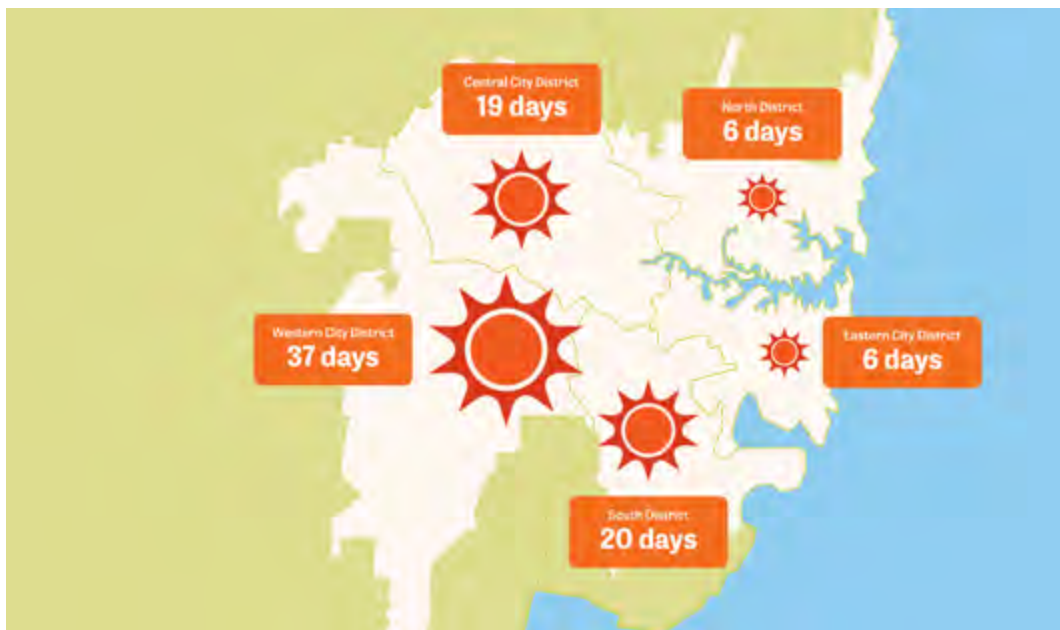 Central City District
19 days
North District
6 days
Western City District
37 days
Eastern City District
6 days
South District
20 days